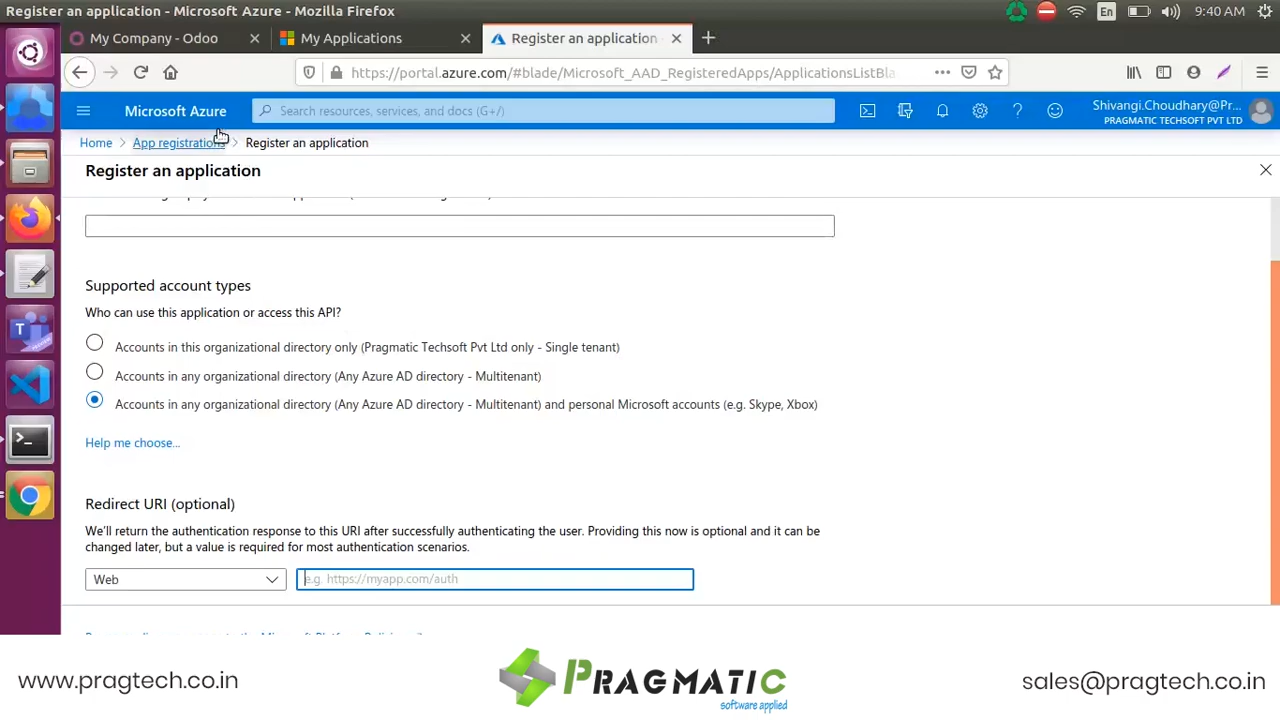 Register an application - Microsoft Azure - Mozilla Firefox
En
9:40 AM
My Company - Odoo
My Applications
Register an application
https://portal.azure.com/#blade/Microsoft_AAD_RegisteredApps/ApplicationsListBla
Microsoft Azure
Search resources, services, and docs (G+/)
Shivangi.Choudhary@Pr...
PRAGMATIC TECHSOFT PVT LTD
Home > App registrations > Register an application
Register an application
Supported account types
Who can use this application or access this API?
Accounts in this organizational directory only (Pragmatic Techsoft Pvt Ltd only - Single tenant)
Accounts in any organizational directory (Any Azure AD directory - Multitenant)
Accounts in any organizational directory (Any Azure AD directory - Multitenant) and personal Microsoft accounts (e.g. Skype, Xbox)
Help me choose...
Redirect URI (optional)
We'll return the authentication response to this URI after successfully authenticating the user. Providing this now is optional and it can be
changed later, but a value is required for most authentication scenarios.
Web
e.g. https://myapp.com/auth
www.pragtech.co.in
PRAGMATIC
software applied
sales@pragtech.co.in